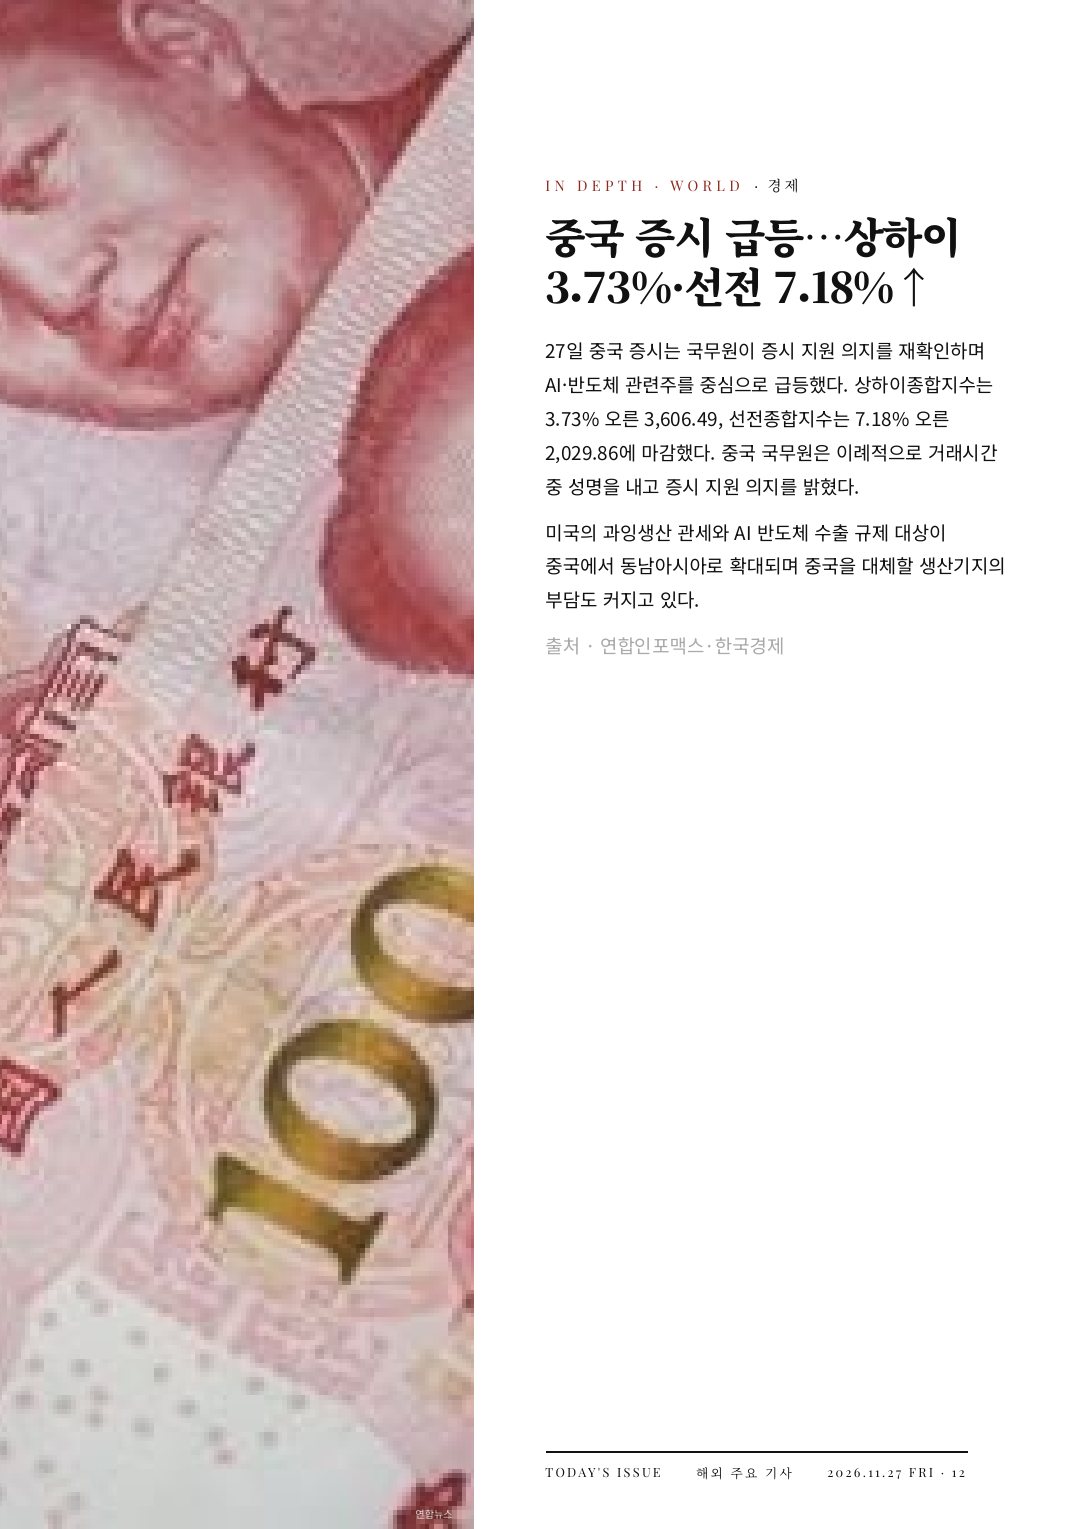 IN DEPTH · WORLD · 경제
중국 증시 급등…상하이
3.73%·선전 7.18%↑
27일 중국 증시는 국무원이 증시 지원 의지를 재확인하며
AI·반도체 관련주를 중심으로 급등했다. 상하이종합지수는
3.73% 오른 3,606.49, 선전종합지수는 7.18% 오른
2,029.86에 마감했다. 중국 국무원은 이례적으로 거래시간
중 성명을 내고 증시 지원 의지를 밝혔다.
미국의 과잉생산 관세와 AI 반도체 수출 규제 대상이
중국에서 동남아시아로 확대되며 중국을 대체할 생산기지의
부담도 커지고 있다.
출처 · 연합인포맥스·한국경제
国人民銀行
100
연합뉴스
TODAY'S ISSUE 해외 주요 기사 2026.11.27 FRI · 12